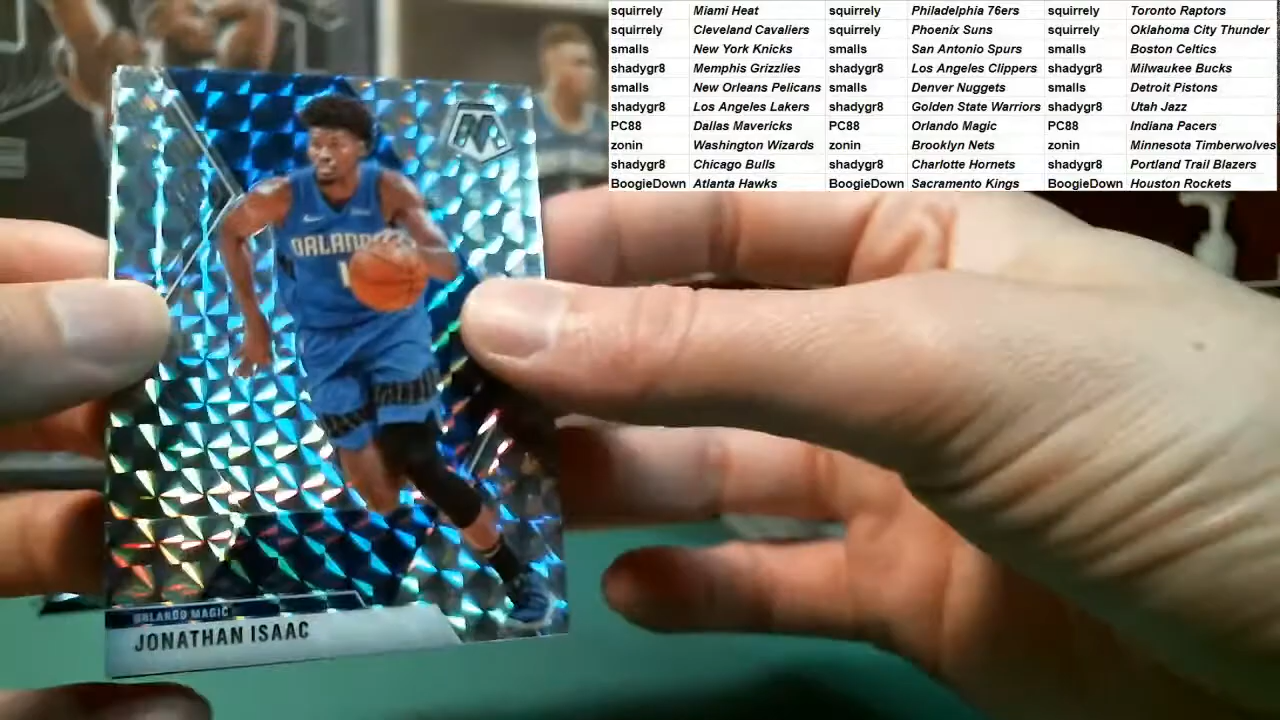 squirrely Miami Heat squirrely Philadelphia 76ers squirrely Toronto Raptors
squirrely Cleveland Cavaliers squirrely Phoenix Suns squirrely Oklahoma City Thunder
smalls New York Knicks smalls San Antonio Spurs smalls Boston Celtics
shadygr8 Memphis Grizzlies shadygr8 Los Angeles Clippers shadygr8 Milwaukee Bucks
smalls New Orleans Pelicans smalls Denver Nuggets smalls Detroit Pistons
shadygr8 Los Angeles Lakers shadygr8 Golden State Warriors shadygr8 Utah Jazz
PC88 Dallas Mavericks PC88 Orlando Magic PC88 Indiana Pacers
zonin Washington Wizards zonin Brooklyn Nets zonin Minnesota Timberwolves
shadygr8 Chicago Bulls shadygr8 Charlotte Hornets shadygr8 Portland Trail Blazers
BoogieDown Atlanta Hawks BoogieDown Sacramento Kings BoogieDown Houston Rockets
M
ORLANDO MAGIC
JONATHAN ISAAC